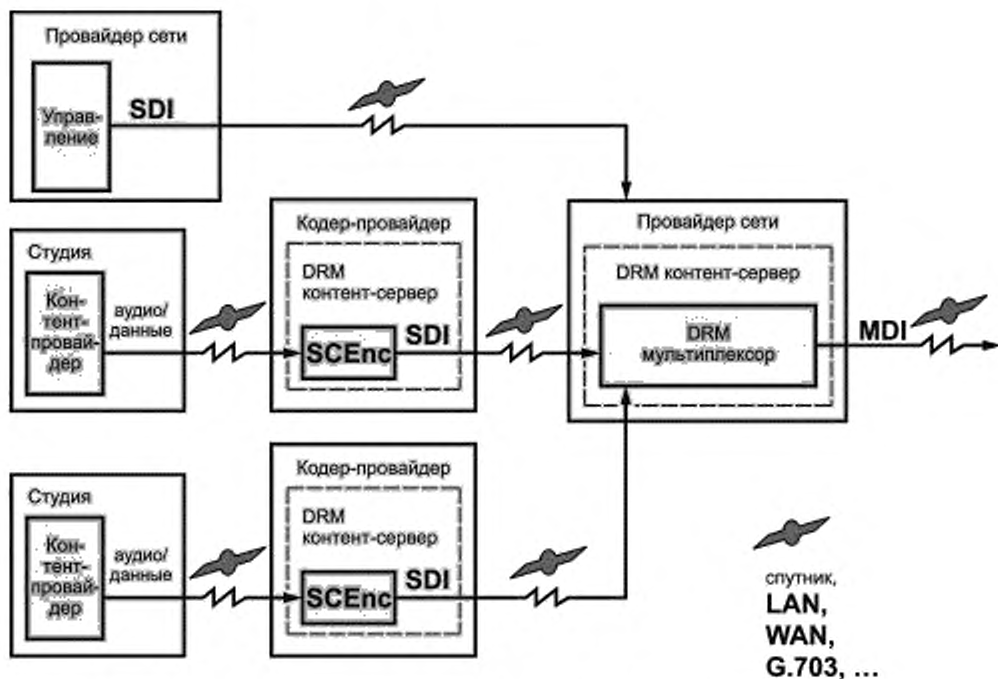 Провайдер сети
Управ-
ление
SDI
Студия
Кон-
тент-
провай-
дер
аудио/
данные
Кодер-провайдер
DRM
контент-сервер
SCEnc
SDI
Провайдер сети
DRM контент-сервер
DRM
мультиплексор
MDI
Студия
Кон-
тент-
провай-
дер
аудио/
данные
Кодер-провайдер
DRM
контент-сервер
SCEnc
SDI
спутник,
LAN,
WAN,
G.703, ...